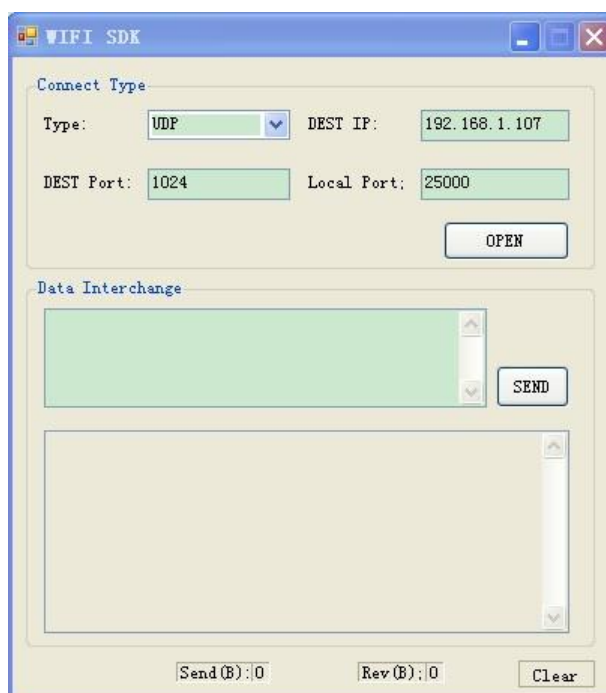 WIFI SDK
Connect Type
Type: UDP DEST IP: 192.168.1.107
DEST Port: 1024 Local Port; 25000
OPEN
Data Interchange
SEND
Send(B):0 Rev(B);0 Clear